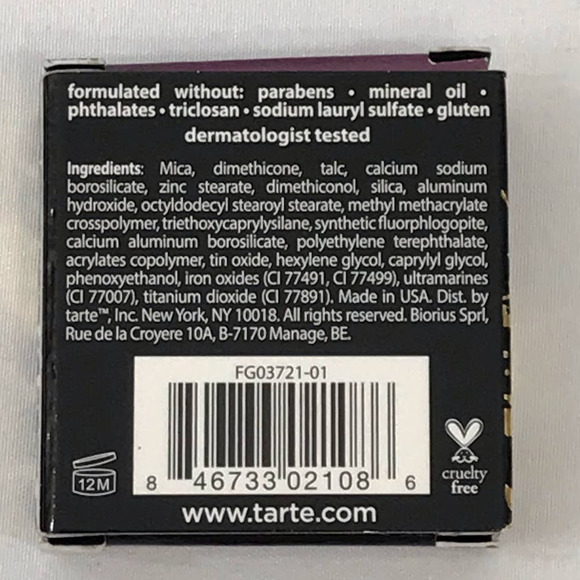 formulated without: parabens • mineral oil •
phthalates • triclosan • sodium lauryl sulfate • gluten
dermatologist tested
Ingredients: Mica, dimethicone, talc, calcium sodium
borosilicate, zinc stearate, dimethiconol, silica, aluminum
hydroxide, octyldodecyl stearoyl stearate, methyl methacrylate
crosspolymer, triethoxycaprylylsilane, synthetic fluorphlogopite,
calcium aluminum borosilicate, polyethylene terephthalate,
acrylates copolymer, tin oxide, hexylene glycol, caprylyl glycol,
phenoxyethanol, iron oxides (CI 77491, CI 77499), ultramarines
(CI 77007), titanium dioxide (CI 77891). Made in USA. Dist. by
tarte™, Inc. New York, NY 10018. All rights reserved. Biorius Sprl,
Rue de la Croyere 10A, B-7170 Manage, BE.
FG03721-01
8 46733 02108 6
12M
cruelty
free
www.tarte.com